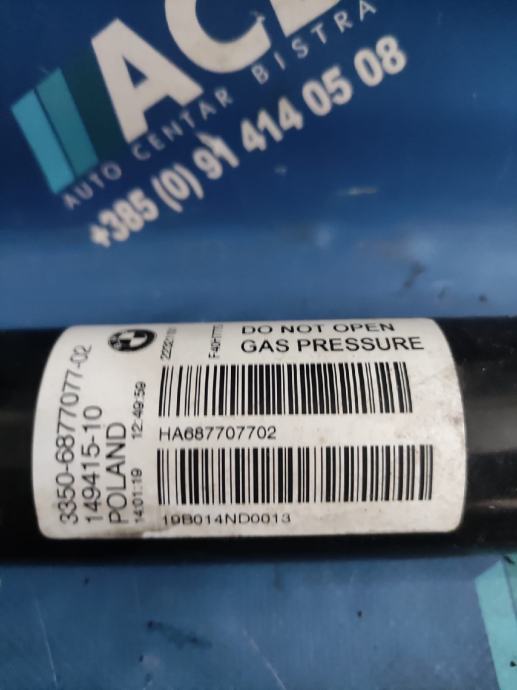 ACE
AUTO CENTAR BISTRA
+385 (0) 91 414 05 08
3350-6877077-02
149415-10
POLAND
14:01:19 12:49:59
DO NOT OPEN
GAS PRESSURE
HA687707702
19B014ND0013